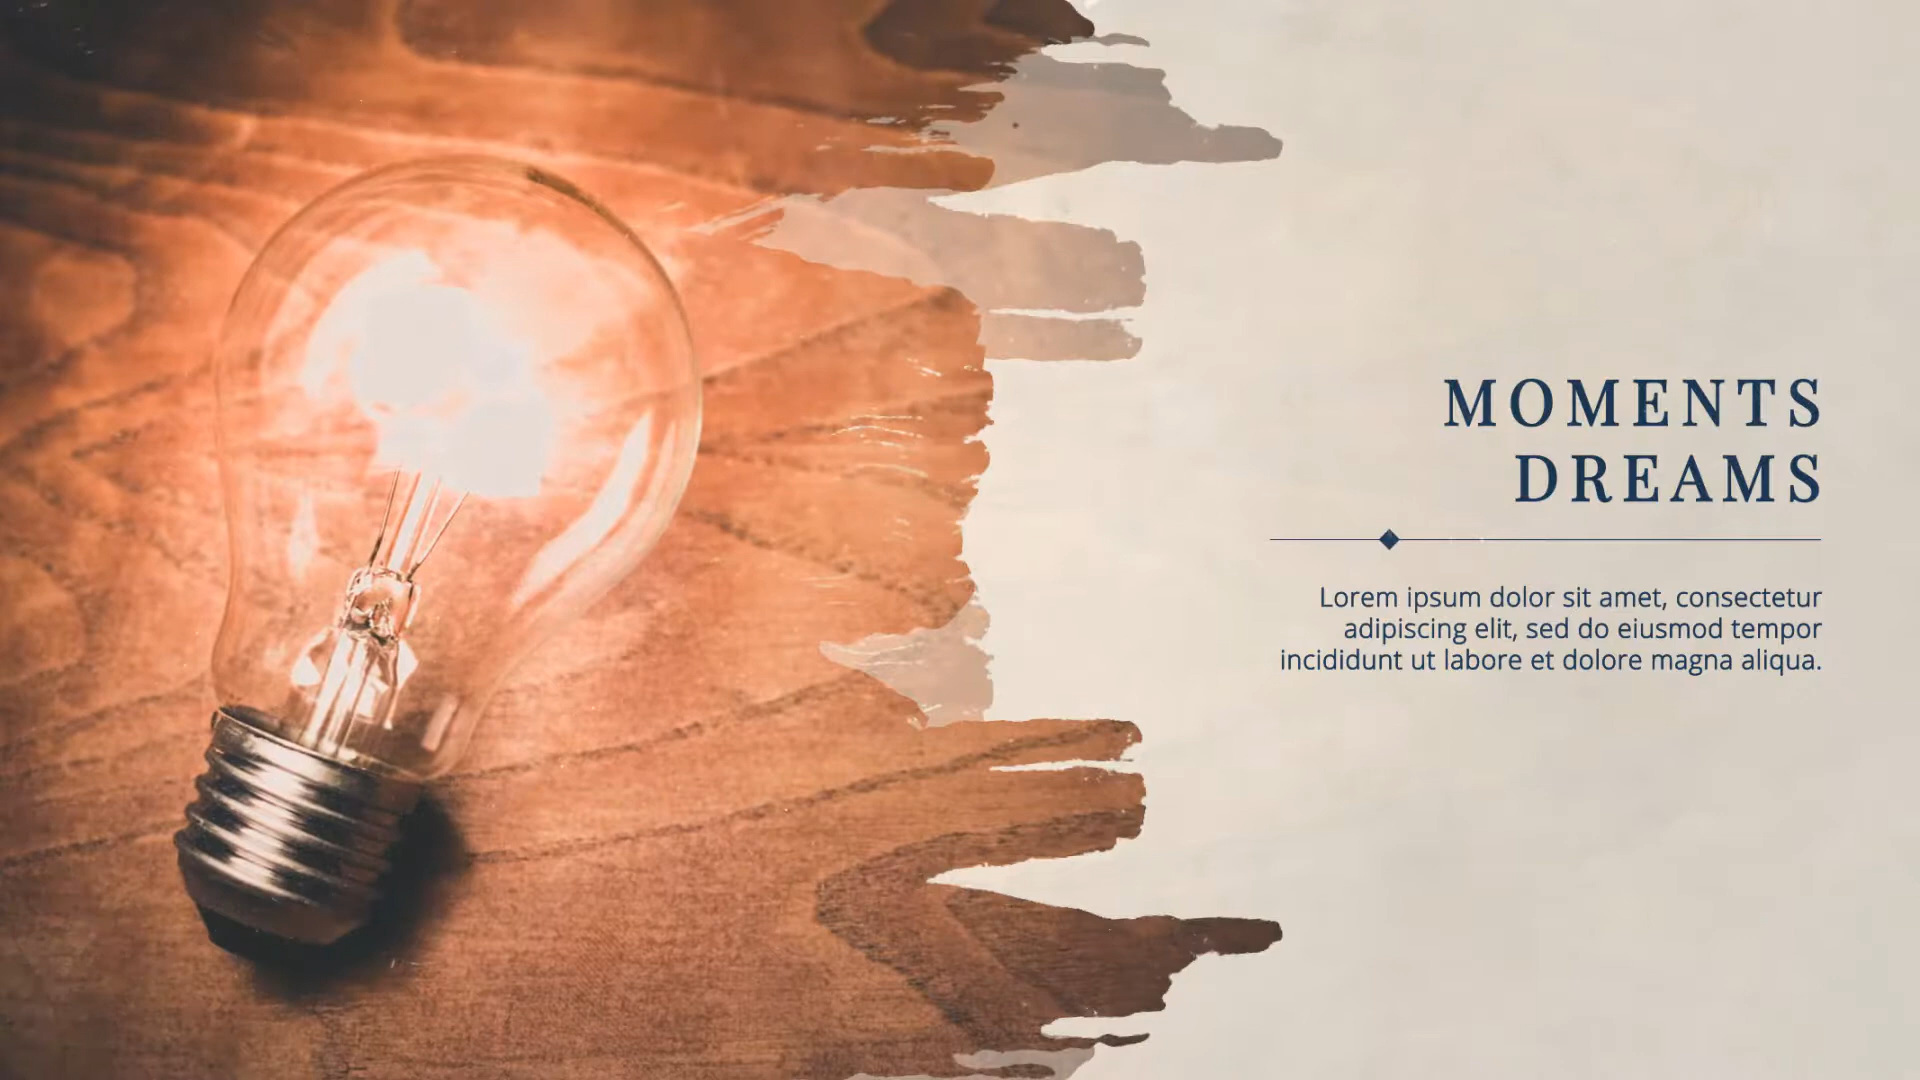 MOMENTS
DREAMS
Lorem ipsum dolor sit amet, consectetur
adipiscing elit, sed do eiusmod tempor
incididunt ut labore et dolore magna aliqua.